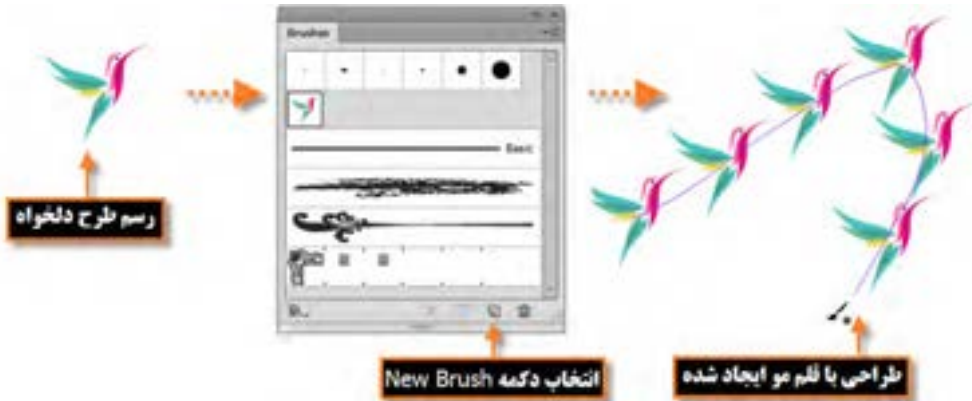 Brushes
Basic
رسم طرح دلخواه
انتخاب دکمه New Brush
طراحی با قلم مو ایجاد شده